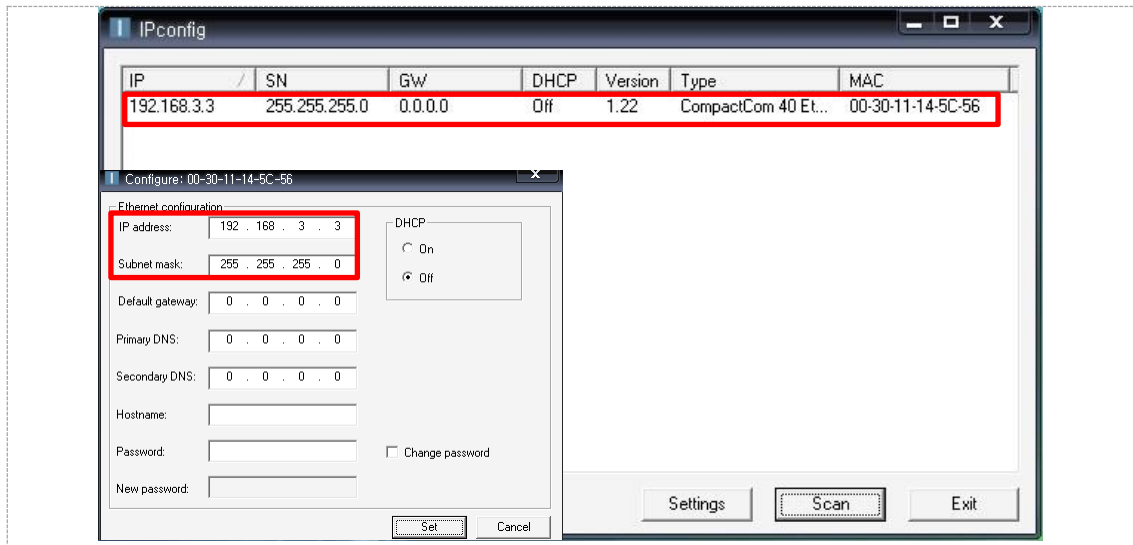 IPconfig
IP / SN GW DHCP Version Type MAC
192.168.3.3 255.255.255.0 0.0.0.0 Off 1.22 CompactCom 40 Et... 00-30-11-14-5C-56
Configure: 00-30-11-14-5C-56
Ethernet configuration
IP address: 192 . 168 . 3 . 3
Subnet mask: 255 . 255 . 255 . 0
Default gateway: 0 . 0 . 0 . 0
Primary DNS: 0 . 0 . 0 . 0
Secondary DNS: 0 . 0 . 0 . 0
Hostname:
Password:
New password:
DHCP
On
Off
Change password
Set Cancel
Settings Scan Exit